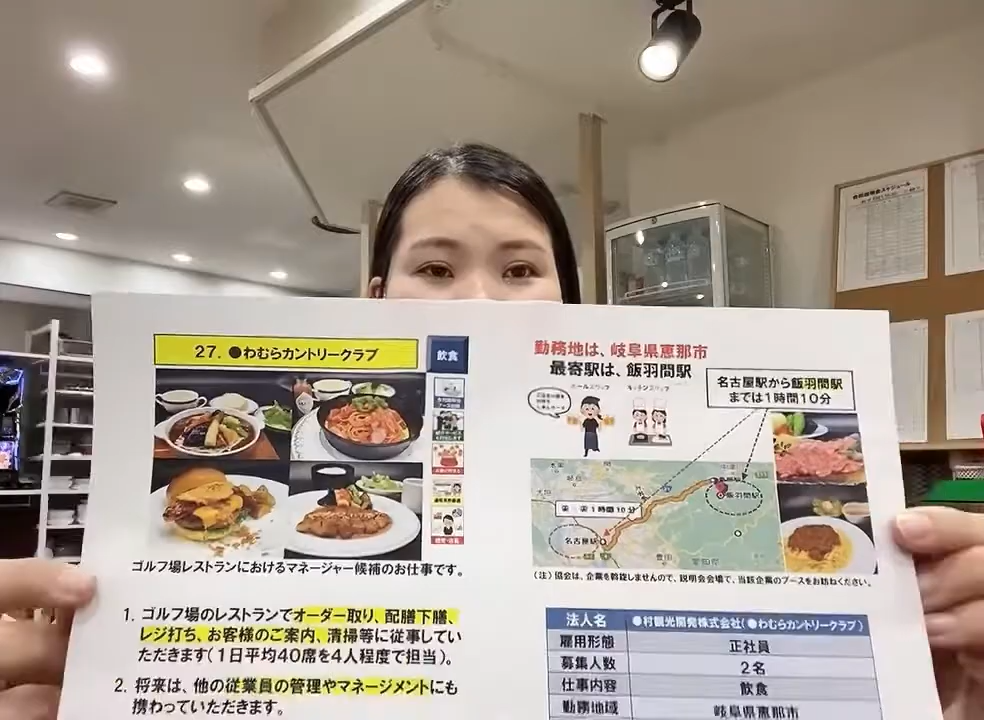 27. ●わむらカントリークラブ
飲食
ゴルフ場レストランにおけるマネージャー候補のお仕事です。
1. ゴルフ場のレストランでオーダー取り、配膳下膳、
レジ打ち、お客様のご案内、清掃等に従事してい
ただきます(1日平均40席を4人程度で担当)。
2. 将来は、他の従業員の管理やマネージメントにも
携わっていただきます。
勤務地は、岐阜県恵那市
最寄駅は、飯羽間駅
ホールスタッフ キッチンスタッフ
名古屋駅から飯羽間駅
までは1時間10分
飯羽間駅
1時間10分
名古屋駅
豊田
(注)協会は、企業を斡旋しませんので、説明会会場で、当該企業のブースをお訪ねください。
法人名 ●村観光開発株式会社(●わむらカントリークラブ)
雇用形態 正社員
募集人数 2名
仕事内容 飲食
勤務地域 岐阜県恵那市